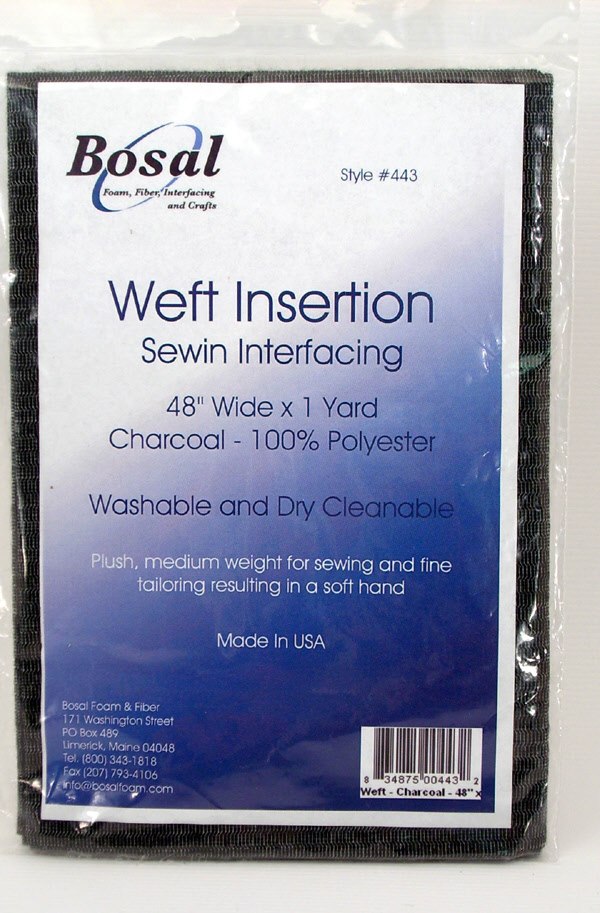 Bosal
Foam, Fiber, Interfacing
and Crafts
Style #443
Weft Insertion
Sewin Interfacing
48" Wide x 1 Yard
Charcoal - 100% Polyester
Washable and Dry Cleanable
Plush, medium weight for sewing and fine
tailoring resulting in a soft hand
Made In USA
Bosal Foam & Fiber
171 Washington Street
PO Box 489
Limerick, Maine 04048
Tel. (800) 343-1818
Fax (207) 793-4106
info@bosalfoam.com
8 34875 00443 2
Weft - Charcoal - 48" x